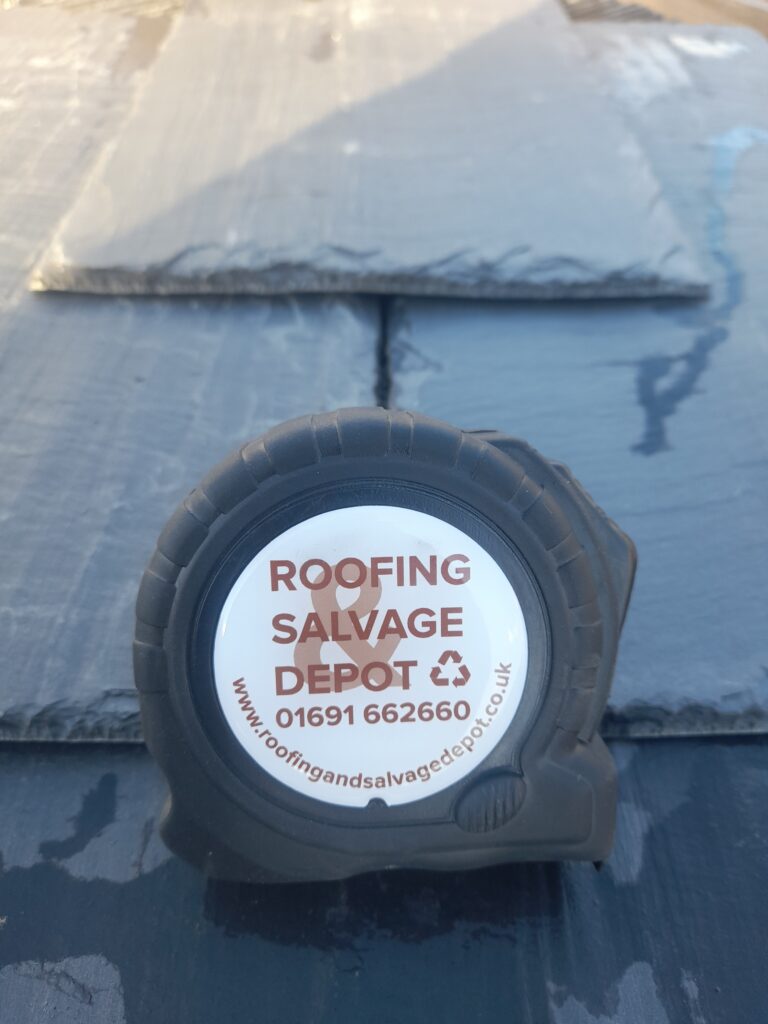 ROOFING
&
SALVAGE
DEPOT ♻
01691 662660
www.roofingandsalvagedepot.co.uk